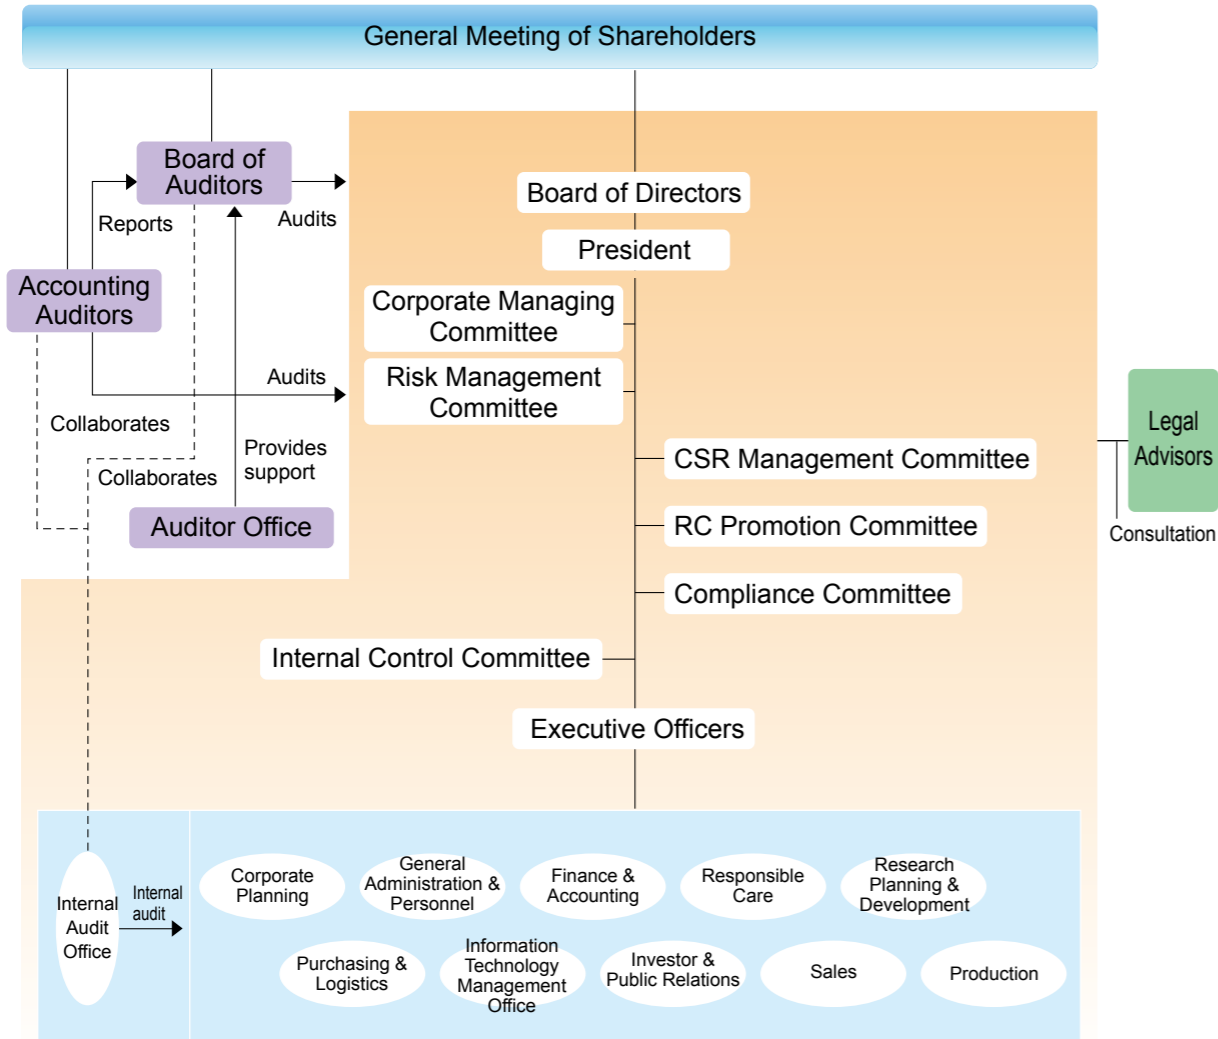 General Meeting of Shareholders
Board of
Auditors
Reports
Audits
Accounting
Auditors
Audits
Collaborates
Collaborates
Provides
support
Auditor Office
Board of Directors
President
Corporate Managing
Committee
Risk Management
Committee
CSR Management Committee
RC Promotion Committee
Compliance Committee
Internal Control Committee
Executive Officers
Legal
Advisors
Consultation
Internal
Audit
Office
Internal
audit
Corporate
Planning
General
Administration &
Personnel
Finance &
Accounting
Responsible
Care
Research
Planning &
Development
Purchasing &
Logistics
Information
Technology
Management
Office
Investor &
Public Relations
Sales
Production